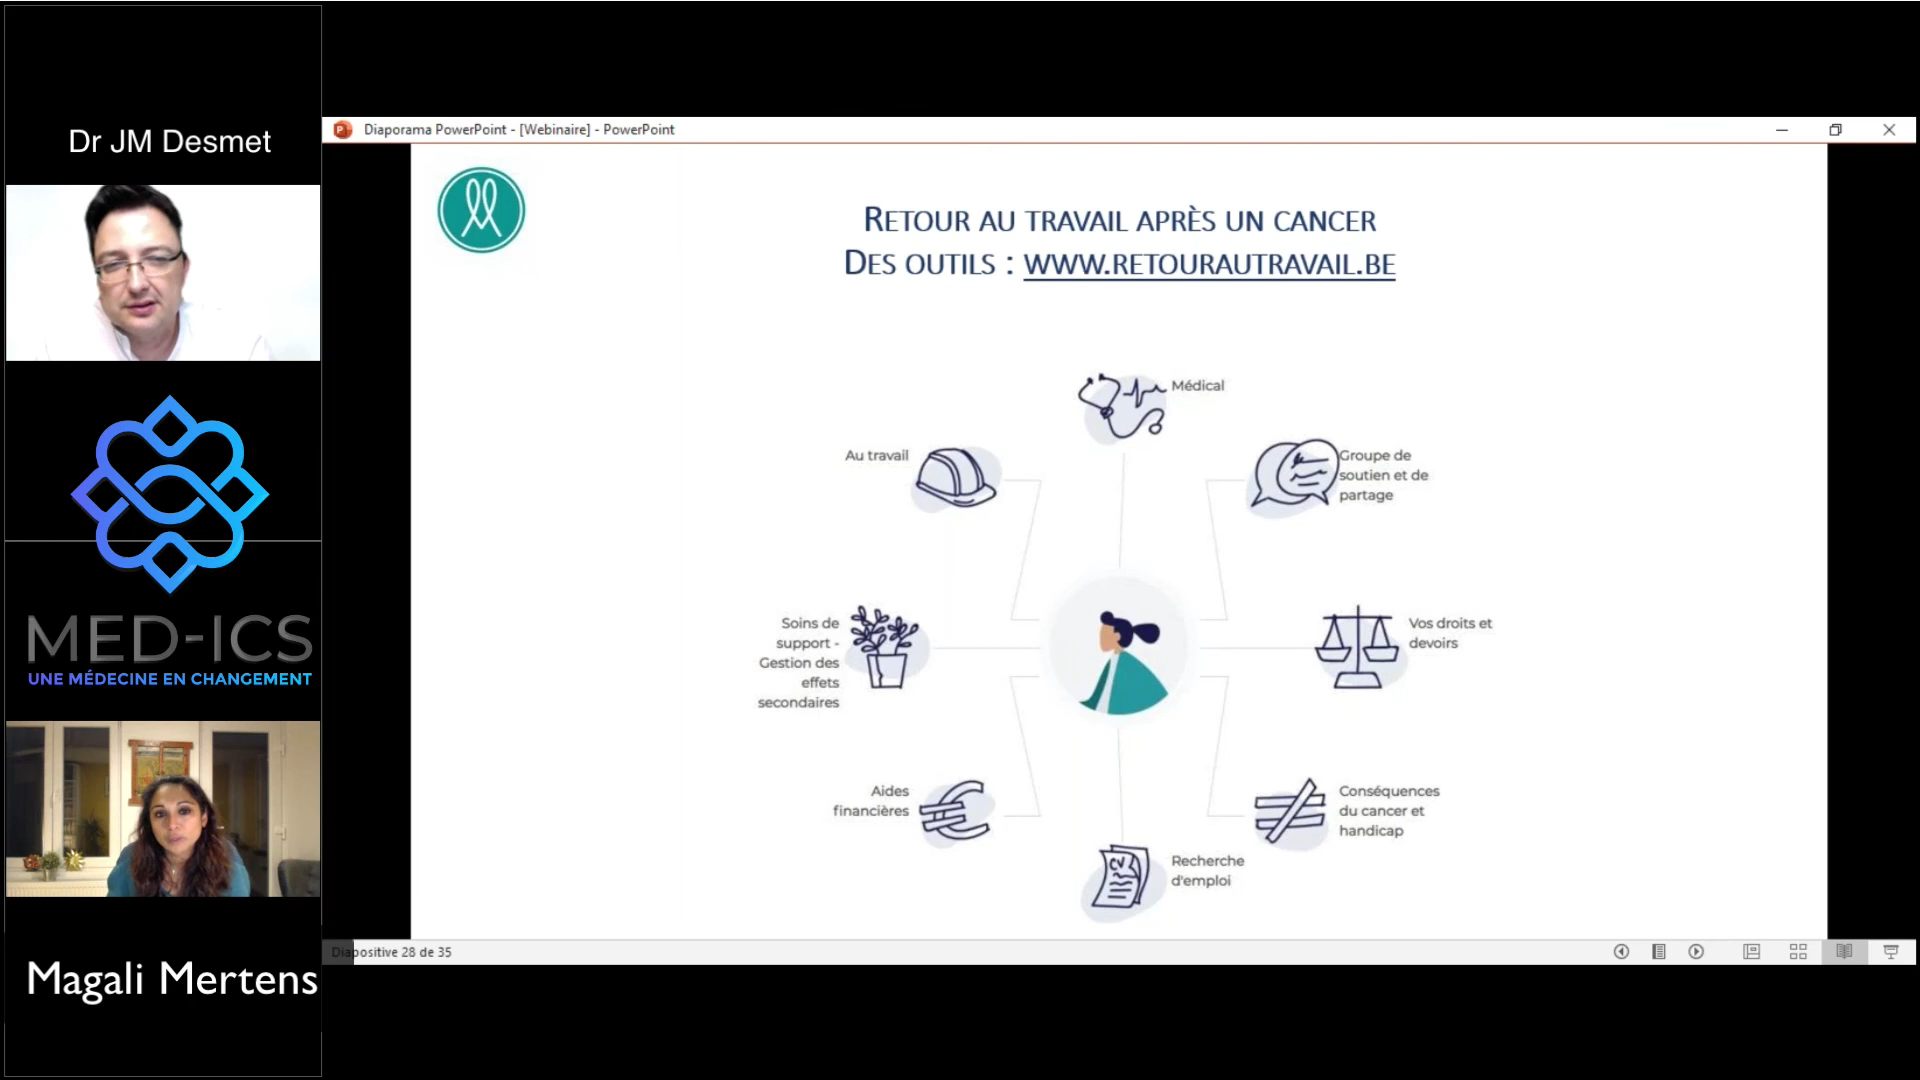 Dr JM Desmet
MED-ICS
UNE MÉDECINE EN CHANGEMENT
Magali Mertens
Diaporama PowerPoint - [Webinaire] - PowerPoint
RETOUR AU TRAVAIL APRÈS UN CANCER
DES OUTILS : WWW.RETOURAUTRAVAIL.BE
Médical
Au travail
Groupe de
soutien et de
partage
Soins de
support -
Gestion des
effets
secondaires
Vos droits et
devoirs
Aides
financières
Conséquences
du cancer et
handicap
CV
Recherche
d'emploi
Diapositive 28 de 35